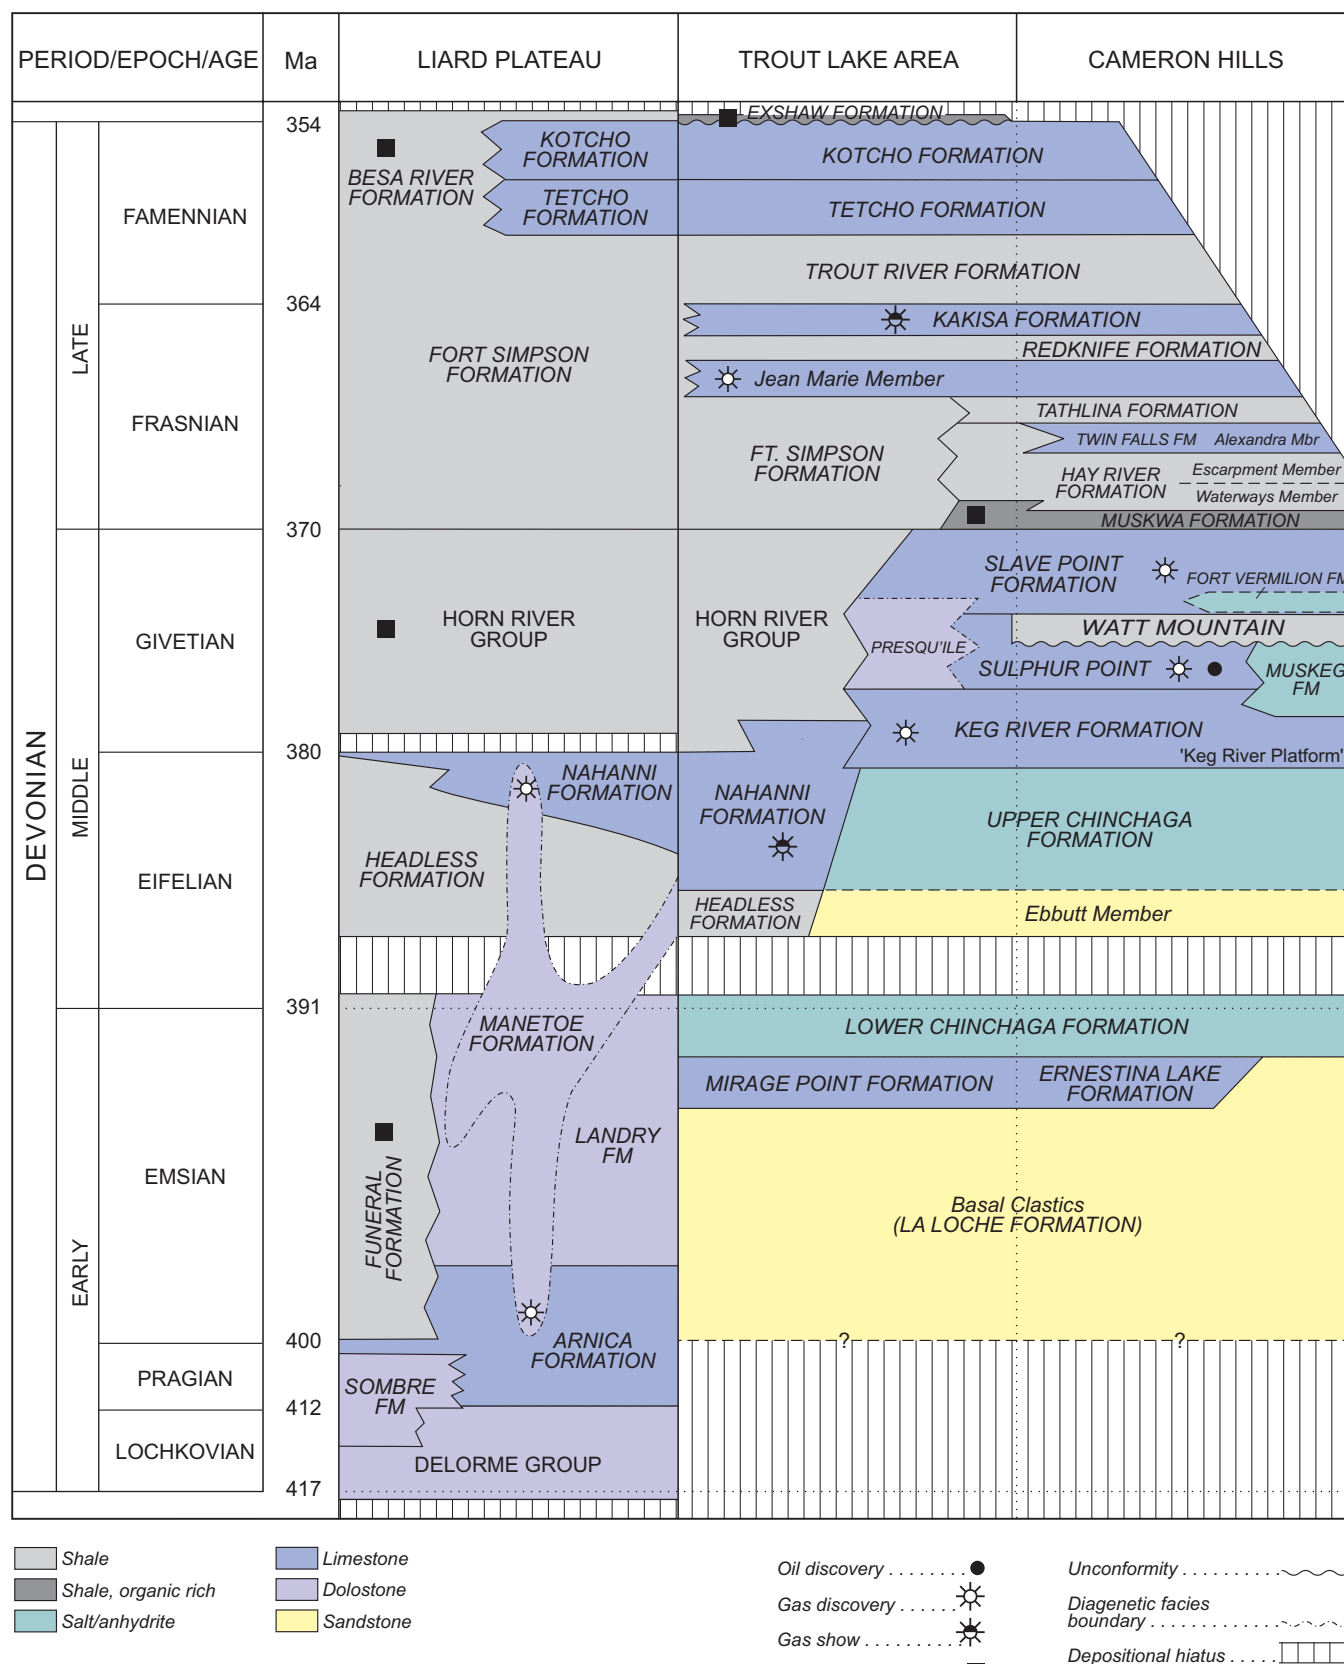 PERIOD/EPOCH/AGE
Ma
LIARD PLATEAU
TROUT LAKE AREA
CAMERON HILLS
DEVONIAN
LATE
MIDDLE
EARLY
FAMENNIAN
FRASNIAN
GIVETIAN
EIFELIAN
EMSIAN
PRAGIAN
LOCHKOVIAN
354
364
370
380
391
400
412
417
BESA RIVER
FORMATION
KOTCHO
FORMATION
TETCHO
FORMATION
FORT SIMPSON
FORMATION
HORN RIVER
GROUP
NAHANNI
FORMATION
HEADLESS
FORMATION
MANETOE
FORMATION
LANDRY
FM
FUNERAL
FORMATION
ARNICA
FORMATION
SOMBRE
FM
DELORME GROUP
EXSHAW FORMATION
KOTCHO FORMATION
TETCHO FORMATION
TROUT RIVER FORMATION
KAKISA FORMATION
REDKNIFE FORMATION
Jean Marie Member
TATHLINA FORMATION
FT. SIMPSON
FORMATION
TWIN FALLS FM Alexandra Mbr
HAY RIVER
FORMATION
Escarpment Member
Waterways Member
MUSKWA FORMATION
SLAVE POINT
FORMATION
FORT VERMILION FM
HORN RIVER
GROUP
WATT MOUNTAIN
PRESQU'ILE
SULPHUR POINT
MUSKEG
FM
KEG RIVER FORMATION
'Keg River Platform'
NAHANNI
FORMATION
UPPER CHINCHAGA
FORMATION
HEADLESS
FORMATION
Ebbutt Member
LOWER CHINCHAGA FORMATION
MIRAGE POINT FORMATION
ERNESTINA LAKE
FORMATION
Basal Clastics
(LA LOCHE FORMATION)
? ?
Shale
Shale, organic rich
Salt/anhydrite
Limestone
Dolostone
Sandstone
Oil discovery . . . . . . . .
Gas discovery . . . . . .
Gas show . . . . . . . . .
Unconformity . . . . . . . . . .
Diagenetic facies
boundary . . . . . . . . . . . . .
Depositional hiatus . . . . .